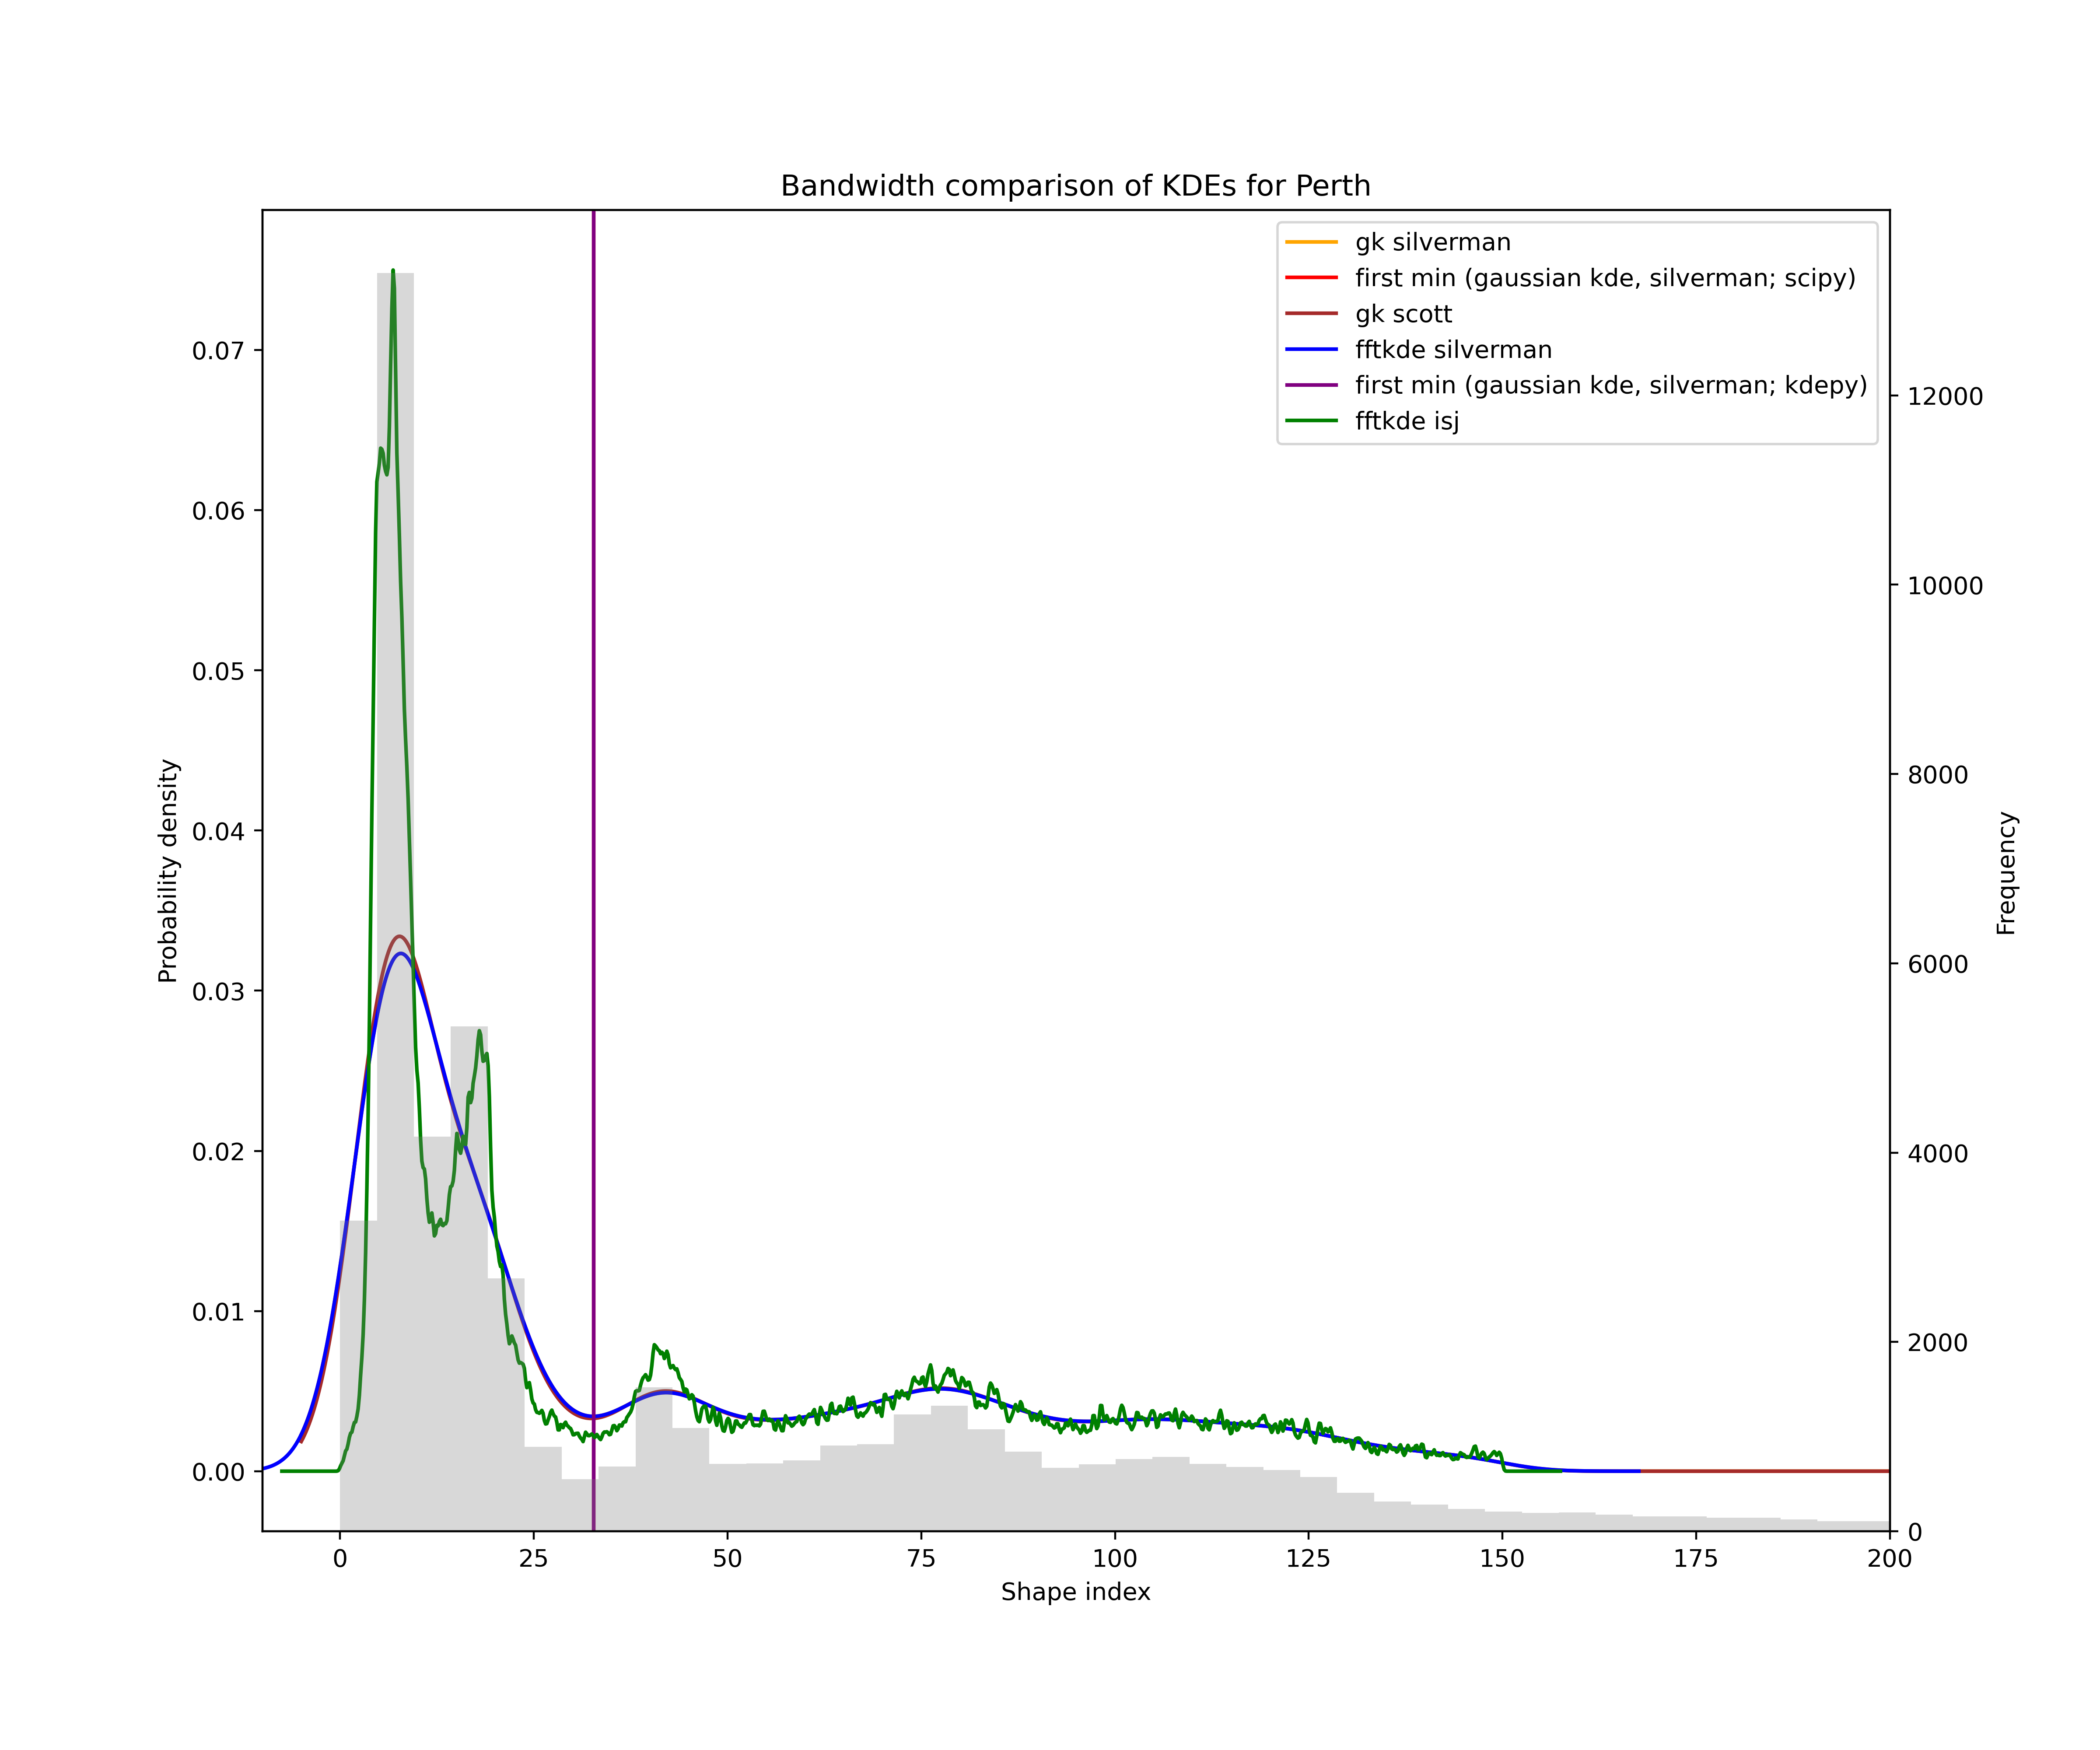 Bandwidth comparison of KDEs for Perth
gk silverman
first min (gaussian kde, silverman; scipy)
gk scott
fftkde silverman
first min (gaussian kde, silverman; kdepy)
fftkde isj
Probability density
0.07
0.06
0.05
0.04
0.03
0.02
0.01
0.00
12000
10000
8000
6000
4000
2000
0
Frequency
0 25 50 75 100 125 150 175 200
Shape index